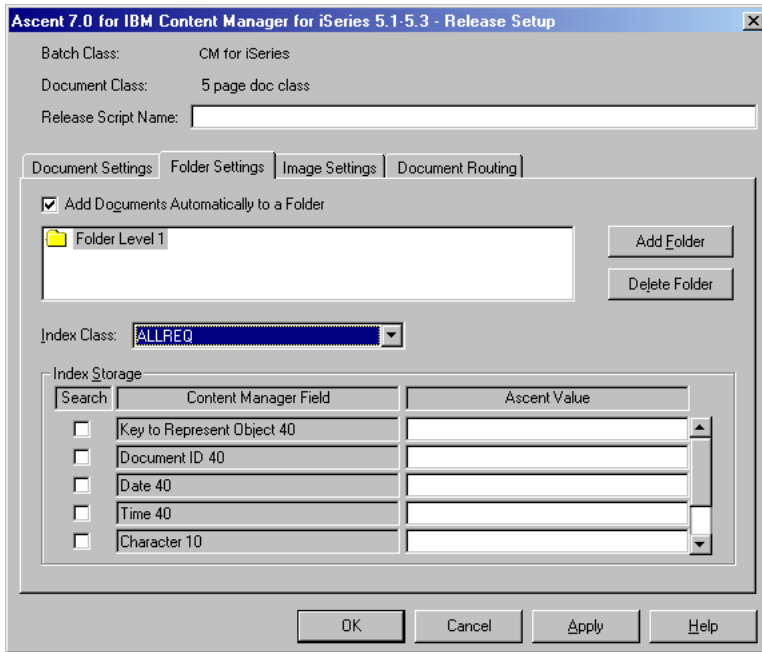 Ascent 7.0 for IBM Content Manager for iSeries 5.1-5.3 - Release Setup
Batch Class: CM for iSeries
Document Class: 5 page doc class
Release Script Name:
Document Settings Folder Settings Image Settings Document Routing
Add Documents Automatically to a Folder
Folder Level 1
Add Folder
Delete Folder
Index Class: ALLREQ
Index Storage
Search Content Manager Field Ascent Value
Key to Represent Object 40
Document ID 40
Date 40
Time 40
Character 10
OK Cancel Apply Help